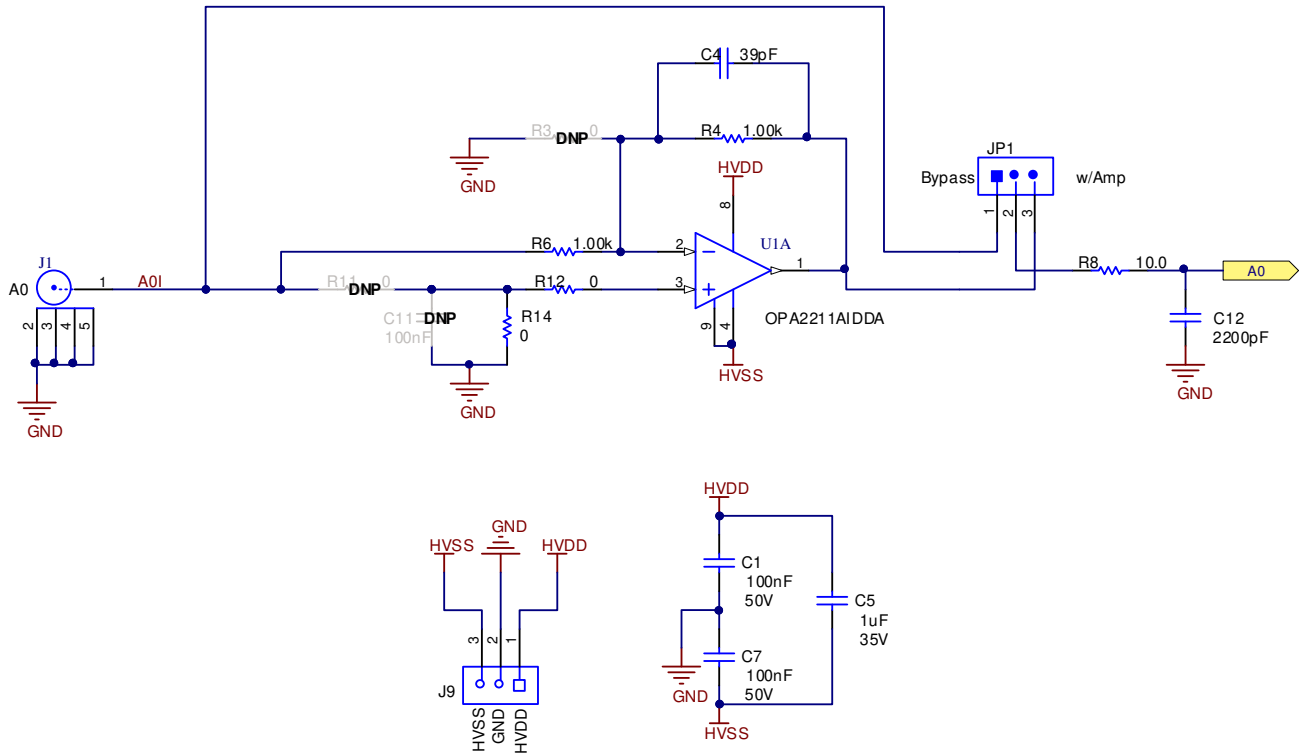 C4 39pF
R3 DNP 0
R4 1.00k
GND
HVDD
8
JP1
Bypass
w/Amp
1
2
3
R6 1.00k
2
U1A
1
J1
A0
1
A0I
R11 DNP 0
R12 0
3
R8 10.0
A0
2
3
4
5
C11
DNP
100nF
R14
0
9
4
OPA2211AIDDA
C12
2200pF
HVSS
GND
GND
GND
HVDD
GND
HVSS
HVDD
C1
100nF
50V
C5
1uF
35V
3
2
1
C7
100nF
50V
GND
J9
HVSS
GND
HVDD
HVSS